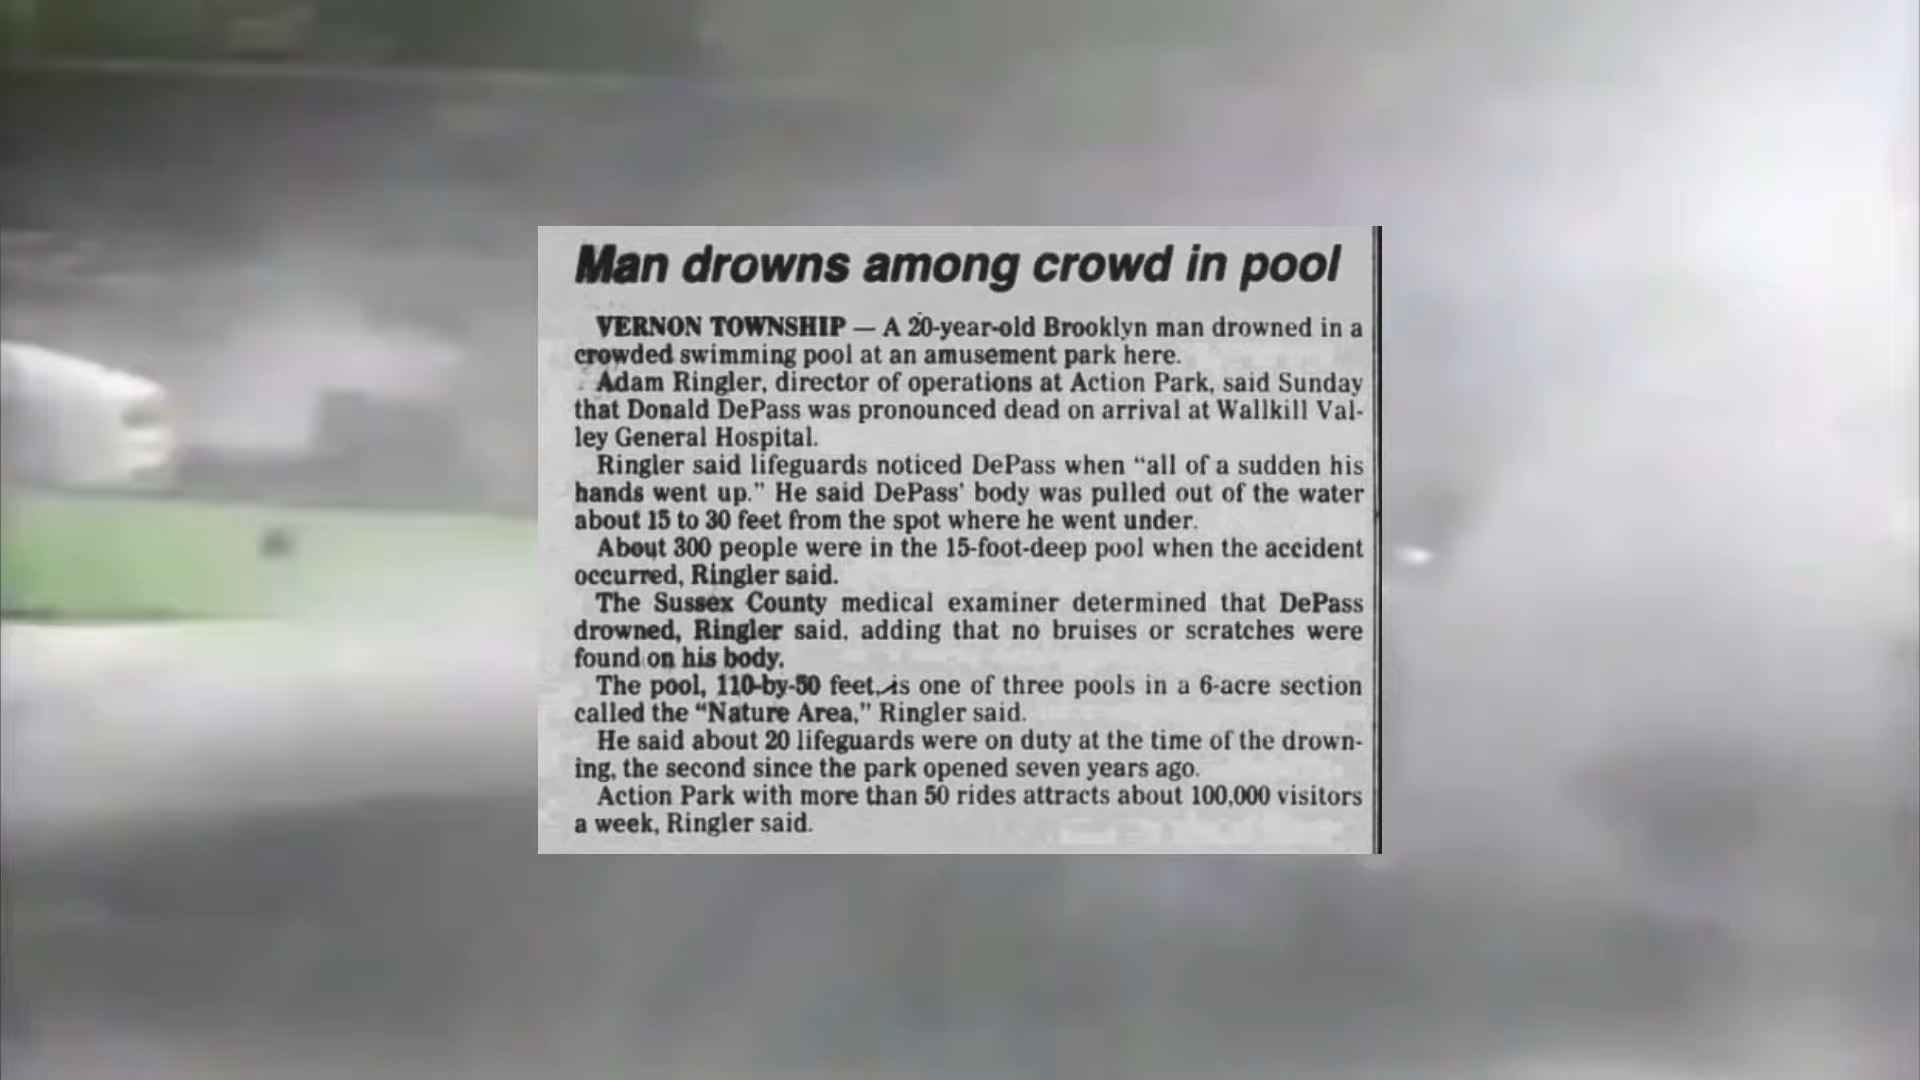 Man drowns among crowd in pool
VERNON TOWNSHIP — A 20-year-old Brooklyn man drowned in a
crowded swimming pool at an amusement park here.
Adam Ringler, director of operations at Action Park, said Sunday
that Donald DePass was pronounced dead on arrival at Wallkill Val-
ley General Hospital.
Ringler said lifeguards noticed DePass when “all of a sudden his
hands went up.” He said DePass’ body was pulled out of the water
about 15 to 30 feet from the spot where he went under.
About 300 people were in the 15-foot-deep pool when the accident
occurred, Ringler said.
The Sussex County medical examiner determined that DePass
drowned, Ringler said, adding that no bruises or scratches were
found on his body.
The pool, 110-by-50 feet, is one of three pools in a 6-acre section
called the “Nature Area,” Ringler said.
He said about 20 lifeguards were on duty at the time of the drown-
ing, the second since the park opened seven years ago.
Action Park with more than 50 rides attracts about 100,000 visitors
a week, Ringler said.